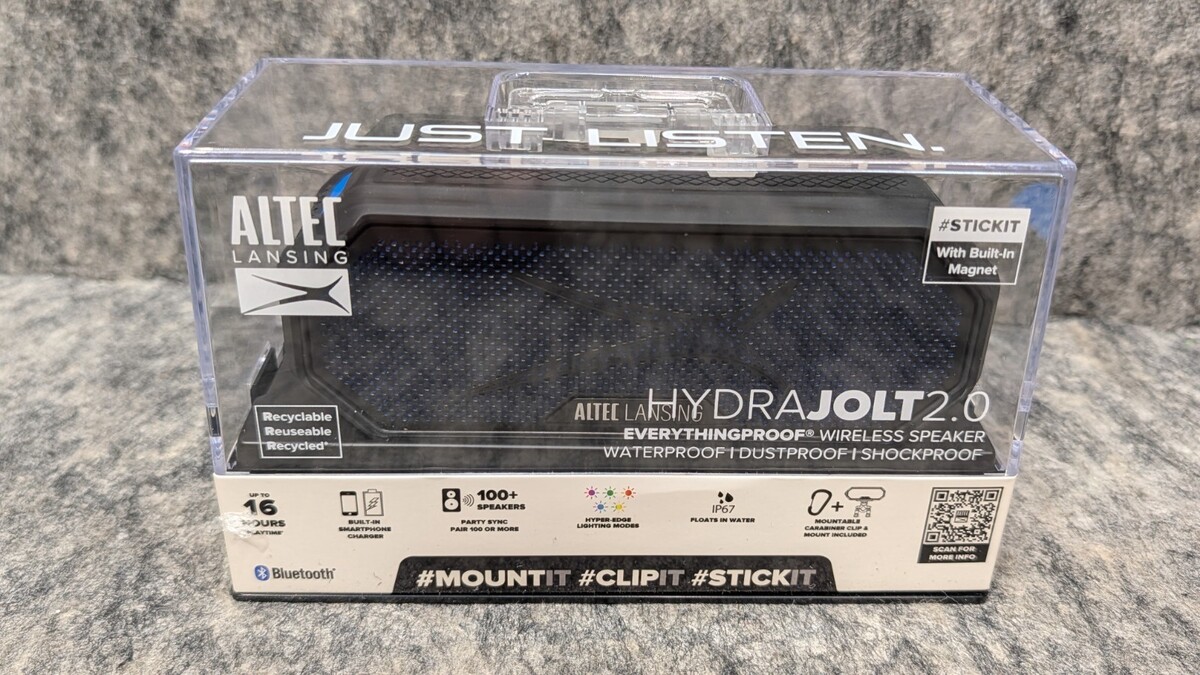 JUST LISTEN.
ALTEC
LANSING
#STICKIT
With Built-In
Magnet
ALTEC LANSING
HYDRAJOLT2.0
EVERYTHINGPROOF® WIRELESS SPEAKER
WATERPROOF | DUSTPROOF | SHOCKPROOF
Recyclable
Reuseable
Recycled*
UP TO
16
HOURS
PLAYTIME*
BUILT-IN
SMARTPHONE
CHARGER
100+
SPEAKERS
PARTY SYNC
PAIR 100 OR MORE
HYPER-EDGE
LIGHTING MODES
IP67
FLOATS IN WATER
MOUNTABLE
CARABINER CLIP &
MOUNT INCLUDED
SCAN FOR
MORE INFO
Bluetooth®
#MOUNTIT #CLIPIT #STICKIT